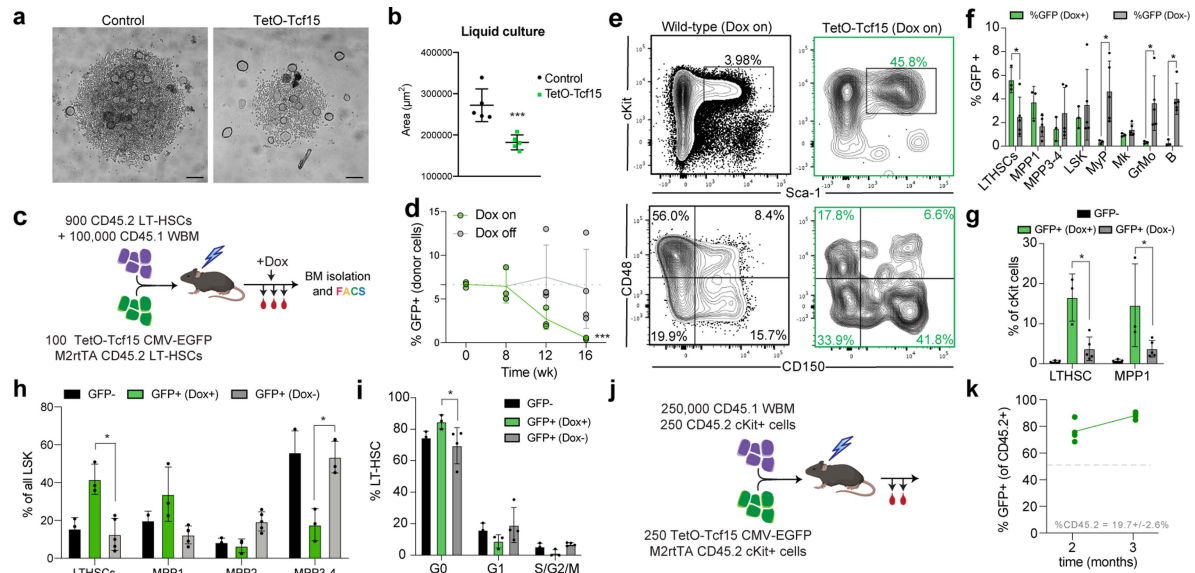 a
Control
TetO-Tcf15
b
Liquid culture
400000
300000
200000
100000
Area (µm²)
Control
TetO-Tcf15
***
c
900 CD45.2 LT-HSCs
+ 100,000 CD45.1 WBM
+Dox
BM isolation
and FACS
100 TetO-Tcf15 CMV-EGFP
M2rtTA CD45.2 LT-HSCs
d
Dox on
Dox off
15
10
5
0
% GFP+ (donor cells)
***
0 8 12 16
Time (wk)
e
Wild-type (Dox on)
TetO-Tcf15 (Dox on)
3.98%
45.8%
cKit
Sca-1
56.0%
8.4%
19.9%
15.7%
17.8%
6.6%
33.9%
41.8%
CD48
CD150
f
%GFP (Dox+)
%GFP (Dox-)
10
8
6
4
2
0
% GFP +
* * * *
LTHSCs
MPP1
MPP3-4
LSK
MyP
Mk
GrMo
B
g
GFP-
GFP+ (Dox+)
GFP+ (Dox-)
30
20
10
0
% of cKit cells
* *
LTHSC MPP1
h
GFP-
GFP+ (Dox+)
GFP+ (Dox-)
80
60
40
20
0
% of all LSK
* *
LTHSCs MPP1 MPP2 MPP3-4
i
GFP-
GFP+ (Dox+)
GFP+ (Dox-)
100
80
60
40
20
0
% LT-HSC
*
G0 G1 S/G2/M
j
250,000 CD45.1 WBM
250 CD45.2 cKit+ cells
250 TetO-Tcf15 CMV-EGFP
M2rtTA CD45.2 cKit+ cells
k
100
50
0
% GFP+ (of CD45.2+)
%CD45.2 = 19.7+/-2.6%
2 3
time (months)